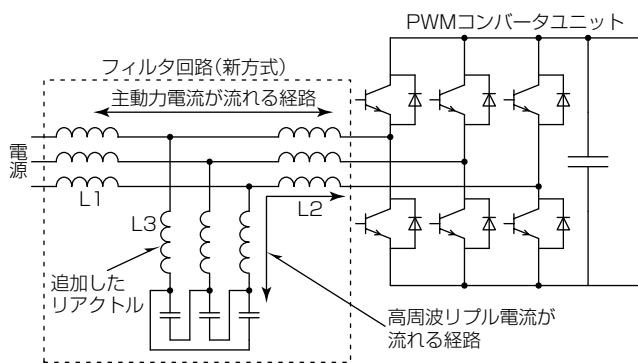 PWMコンバータユニット
フィルタ回路(新方式)
主動力電流が流れる経路
電源
L1
L2
L3
追加した
リアクトル
高周波リプル電流が
流れる経路